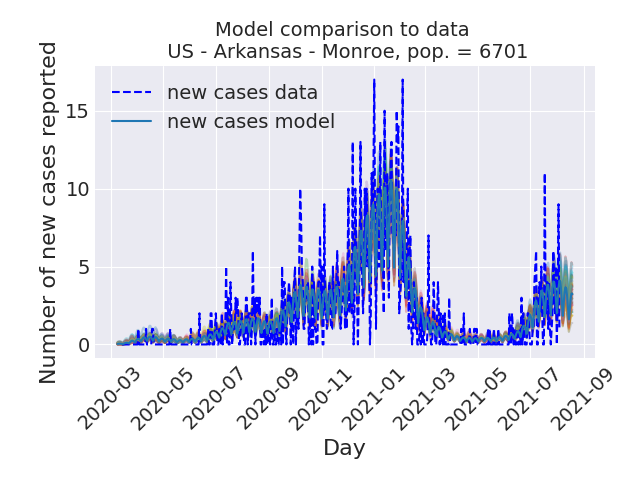 Model comparison to data
US - Arkansas - Monroe, pop. = 6701
Number of new cases reported
new cases data
new cases model
15
10
5
0
2020-03
2020-05
2020-07
2020-09
2020-11
2021-01
2021-03
2021-05
2021-07
2021-09
Day